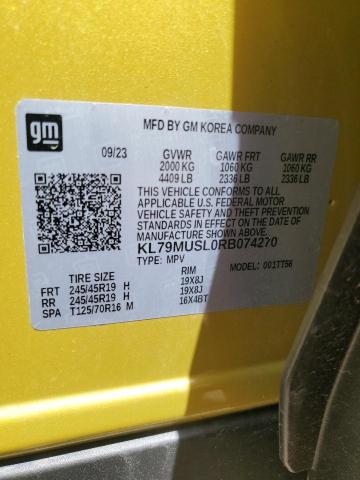 gm
MFD BY GM KOREA COMPANY
09/23 GVWR GAWR FRT GAWR RR
2000 KG 1060 KG 1060 KG
4409 LB 2336 LB 2336 LB
THIS VEHICLE CONFORMS TO ALL
APPLICABLE U.S. FEDERAL MOTOR
VEHICLE SAFETY AND THEFT PREVENTION
STANDARDS IN EFFECT ON THE DATE OF
MANUFACTURE SHOWN ABOVE.
KL79MUSL0RB074270
TYPE: MPV MODEL: 001TT56
TIRE SIZE RIM
FRT 245/45R19 H 19X8J
RR 245/45R19 H 19X8J
SPA T125/70R16 M 16X4BT